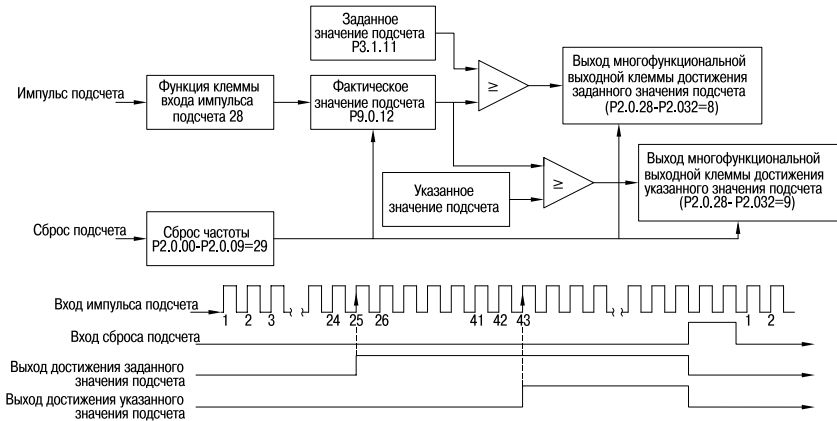 Заданное
значение подсчета
P3.1.11
Импульс подсчета
Функция клеммы
входа импульса
подсчета 28
Фактическое
значение подсчета
P9.0.12
≥
Выход многофункциональной
выходной клеммы достижения
заданного значения подсчета
(P2.0.28-P2.032=8)
Указанное
значение подсчета
≥
Выход многофункциональной
выходной клеммы достижения
указанного значения подсчета
(P2.0.28- P2.032=9)
Сброс подсчета
Сброс частоты
P2.0.00-P2.0.09=29
Вход импульса подсчета
1 2 3 24 25 26 41 42 43 1 2
Вход сброса подсчета
Выход достижения заданного
значения подсчета
Выход достижения указанного
значения подсчета